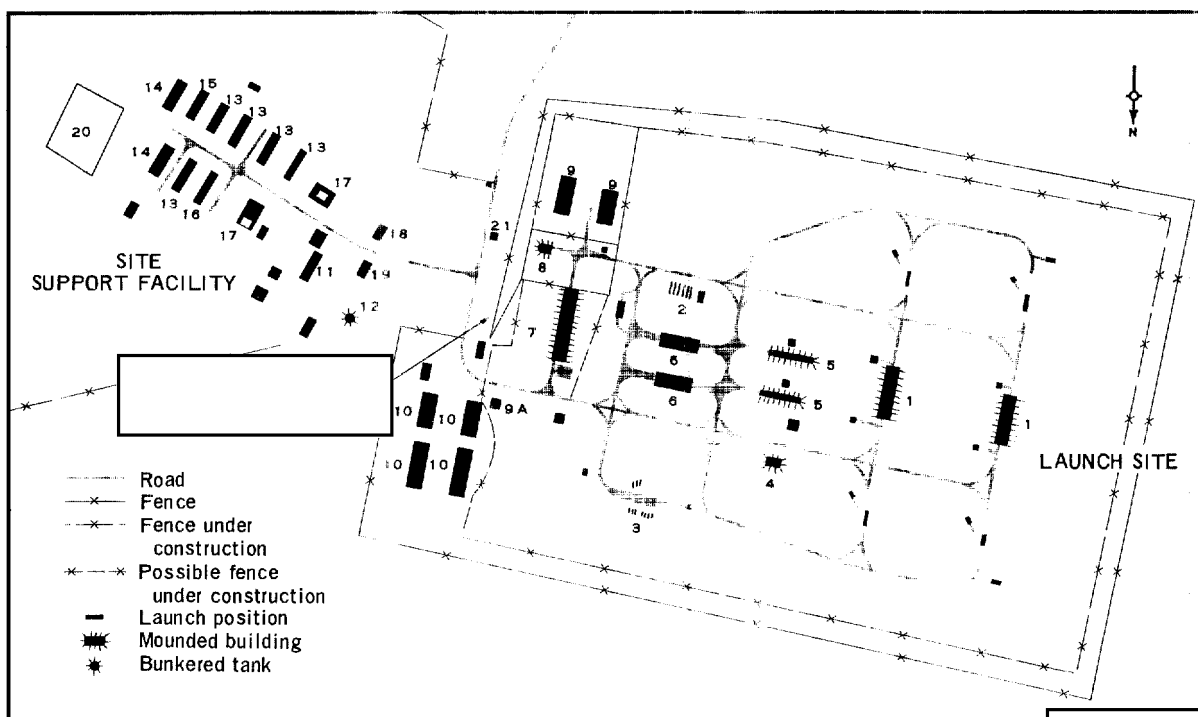 N
14
15
13
13
13
13
20
14
13
16
17
17
18
19
11
12
SITE
SUPPORT FACILITY
9
9
21
8
7
2
6
6
5
5
4
3
1
1
9A
10
10
10
10
LAUNCH SITE
Road
Fence
Fence under
construction
Possible fence
under construction
Launch position
Mounded building
Bunkered tank